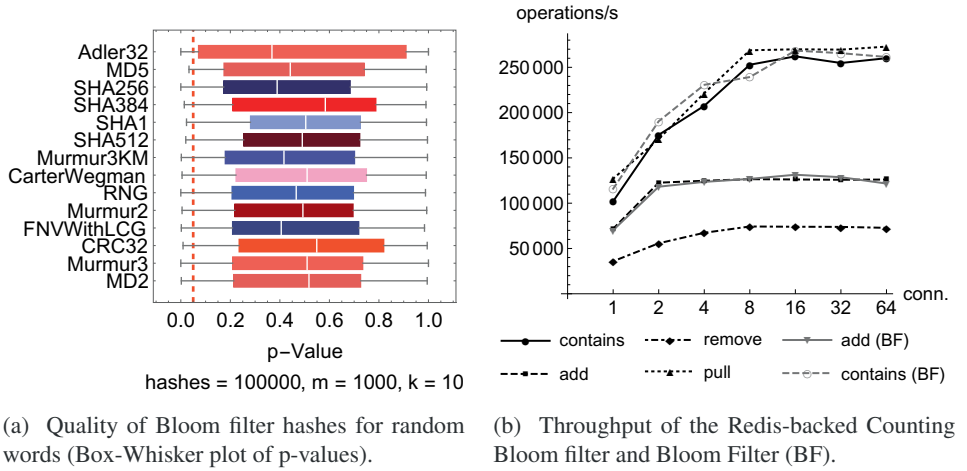 Adler32
MD5
SHA256
SHA384
SHA1
SHA512
Murmur3KM
CarterWegman
RNG
Murmur2
FNVWithLCG
CRC32
Murmur3
MD2
0.0 0.2 0.4 0.6 0.8 1.0
p-Value
hashes = 100000, m = 1000, k = 10
(a) Quality of Bloom filter hashes for random
words (Box-Whisker plot of p-values).
operations/s
250 000
200 000
150 000
100 000
50 000
conn.
1 2 4 8 16 32 64
contains remove add (BF)
add pull contains (BF)
(b) Throughput of the Redis-backed Counting
Bloom filter and Bloom Filter (BF).